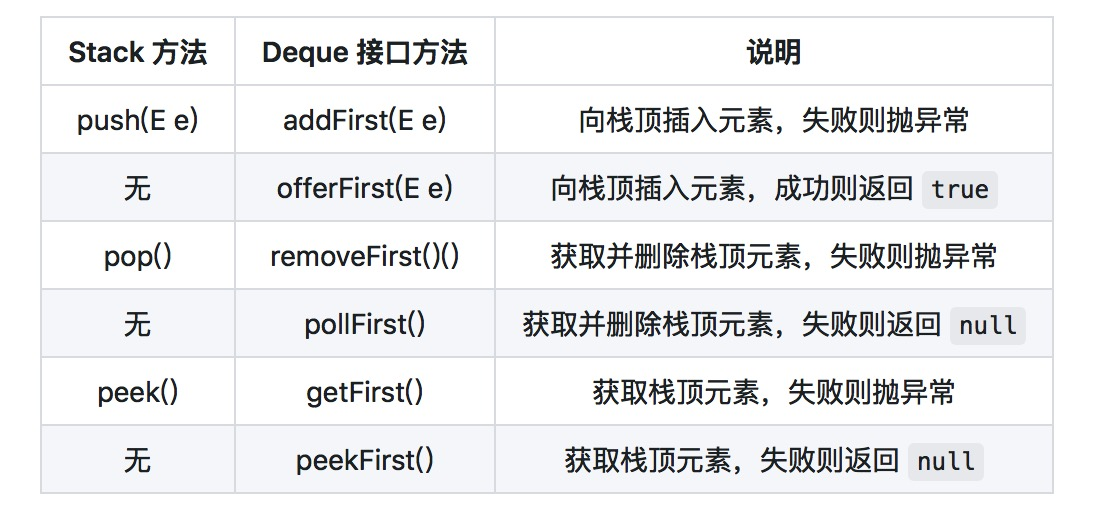 Stack 方法 Deque 接口方法 说明
push(E e) addFirst(E e) 向栈顶插入元素，失败则抛异常
无 offerFirst(E e) 向栈顶插入元素，成功则返回 true
pop() removeFirst()() 获取并删除栈顶元素，失败则抛异常
无 pollFirst() 获取并删除栈顶元素，失败则返回 null
peek() getFirst() 获取栈顶元素，失败则抛异常
无 peekFirst() 获取栈顶元素，失败则返回 null